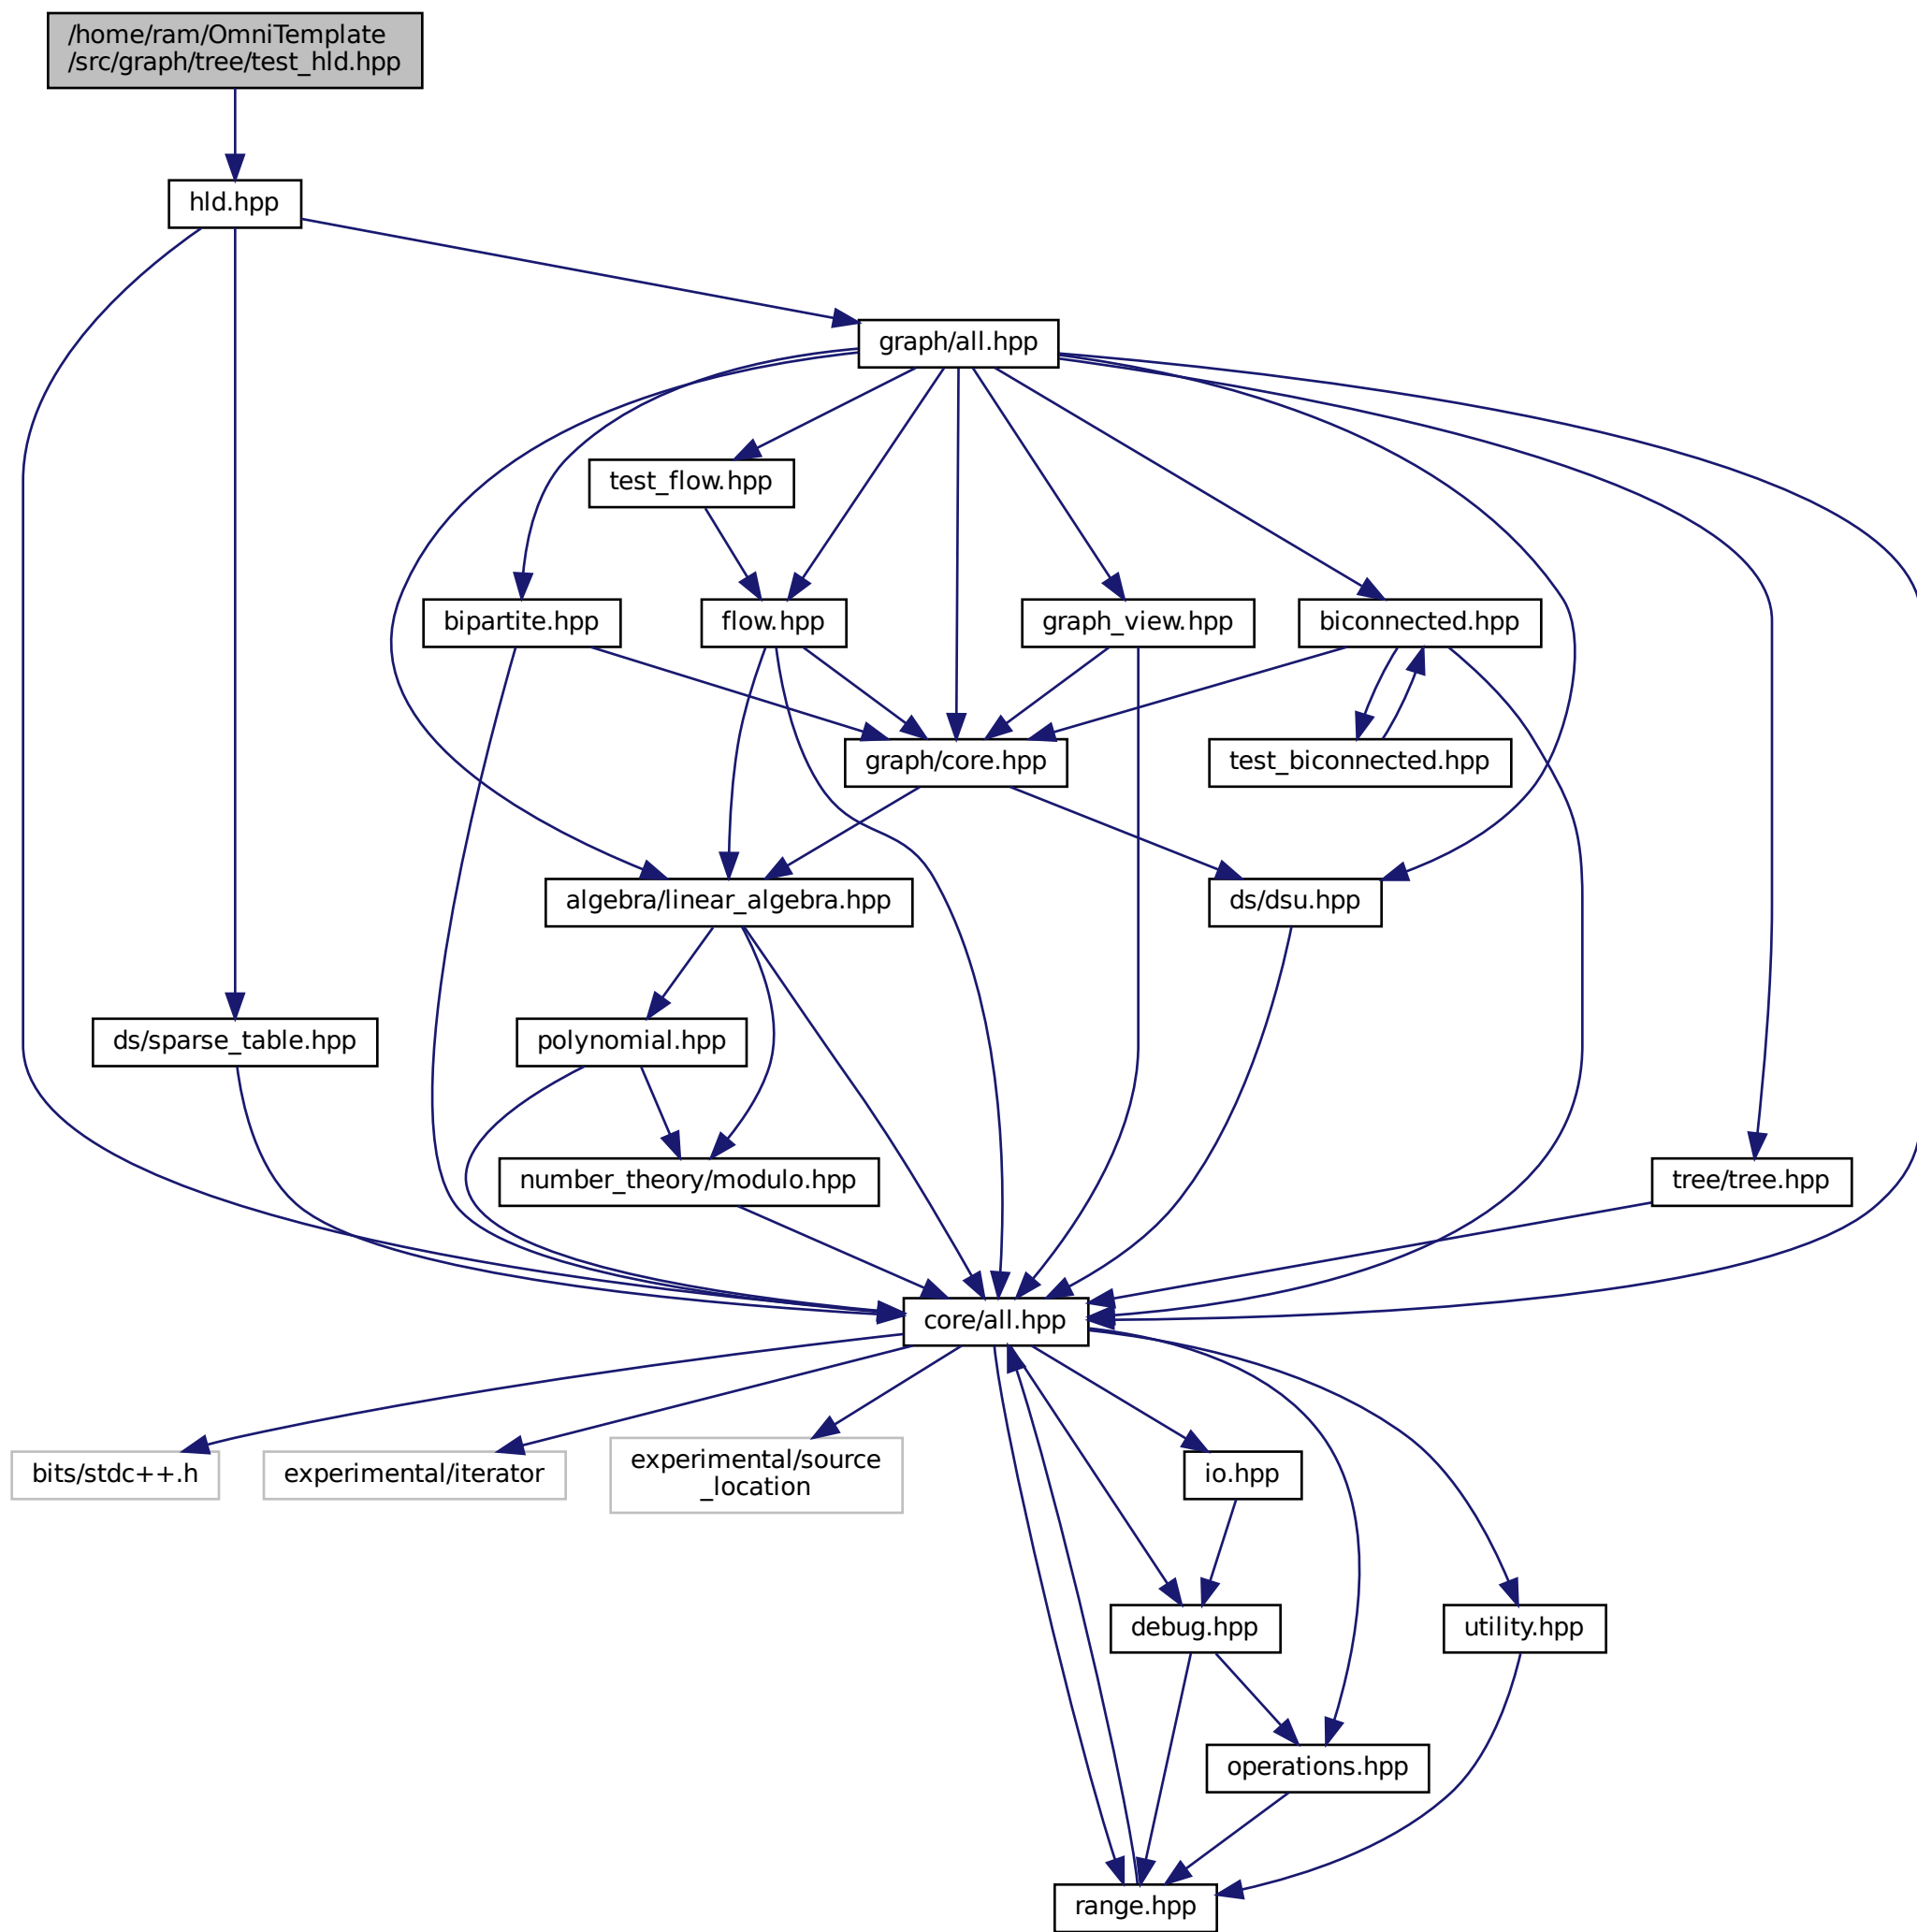 /home/ram/OmniTemplate
/src/graph/tree/test_hld.hpp
hld.hpp
graph/all.hpp
test_flow.hpp
bipartite.hpp
flow.hpp
graph_view.hpp
biconnected.hpp
graph/core.hpp
test_biconnected.hpp
algebra/linear_algebra.hpp
ds/dsu.hpp
ds/sparse_table.hpp
polynomial.hpp
number_theory/modulo.hpp
tree/tree.hpp
core/all.hpp
bits/stdc++.h
experimental/iterator
experimental/source
_location
io.hpp
debug.hpp
utility.hpp
operations.hpp
range.hpp